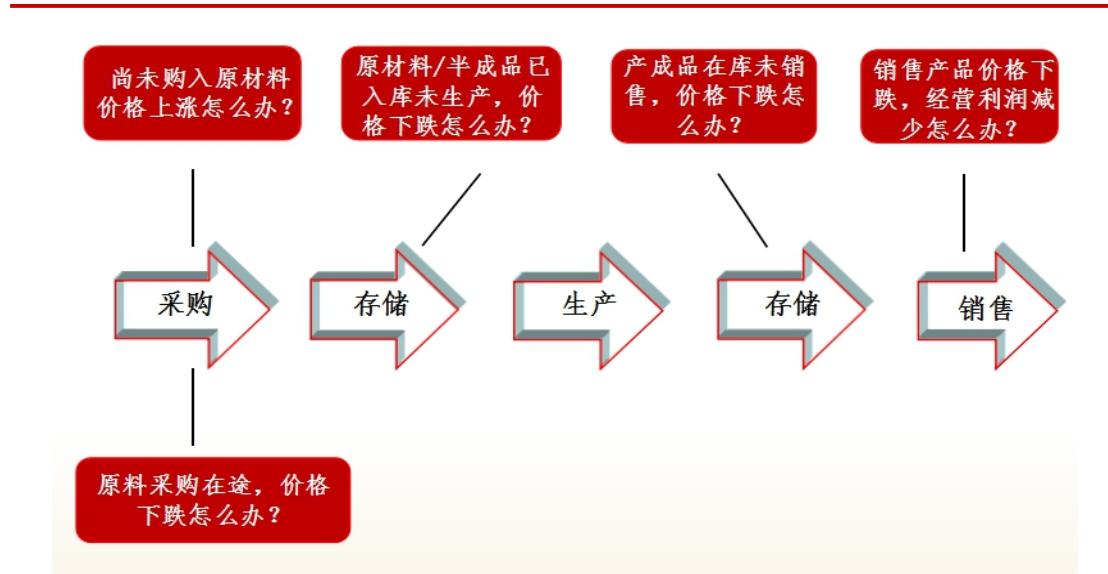 尚未购入原材料
价格上涨怎么办？
原材料/半成品已
入库未生产，价
格下跌怎么办？
产成品在库未销
售，价格下跌怎
么办？
销售产品价格下
跌，经营利润减
少怎么办？
采购
存储
生产
存储
销售
原料采购在途，价格
下跌怎么办？